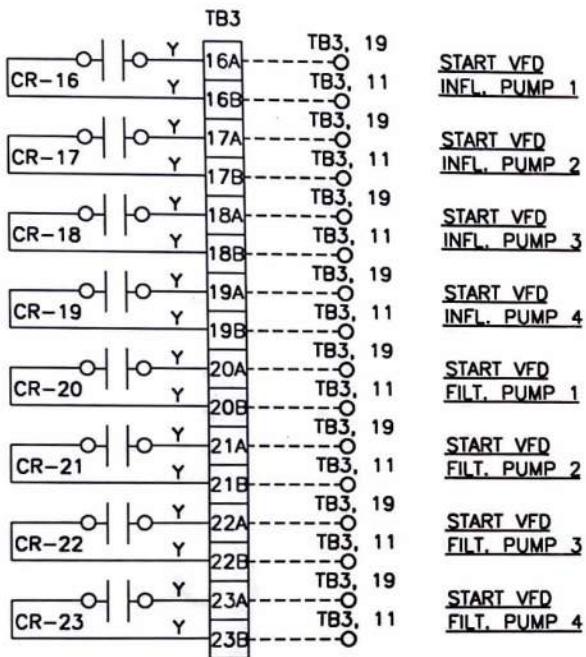 TB3
Y 16A TB3, 19 START VFD
CR-16 Y 16B TB3, 11 INFL. PUMP 1
Y 17A TB3, 19 START VFD
CR-17 Y 17B TB3, 11 INFL. PUMP 2
Y 18A TB3, 19 START VFD
CR-18 Y 18B TB3, 11 INFL. PUMP 3
Y 19A TB3, 19 START VFD
CR-19 Y 19B TB3, 11 INFL. PUMP 4
Y 20A TB3, 19 START VFD
CR-20 Y 20B TB3, 11 FILT. PUMP 1
Y 21A TB3, 19 START VFD
CR-21 Y 21B TB3, 11 FILT. PUMP 2
Y 22A TB3, 19 START VFD
CR-22 Y 22B TB3, 11 FILT. PUMP 3
Y 23A TB3, 19 START VFD
CR-23 Y 23B TB3, 11 FILT. PUMP 4